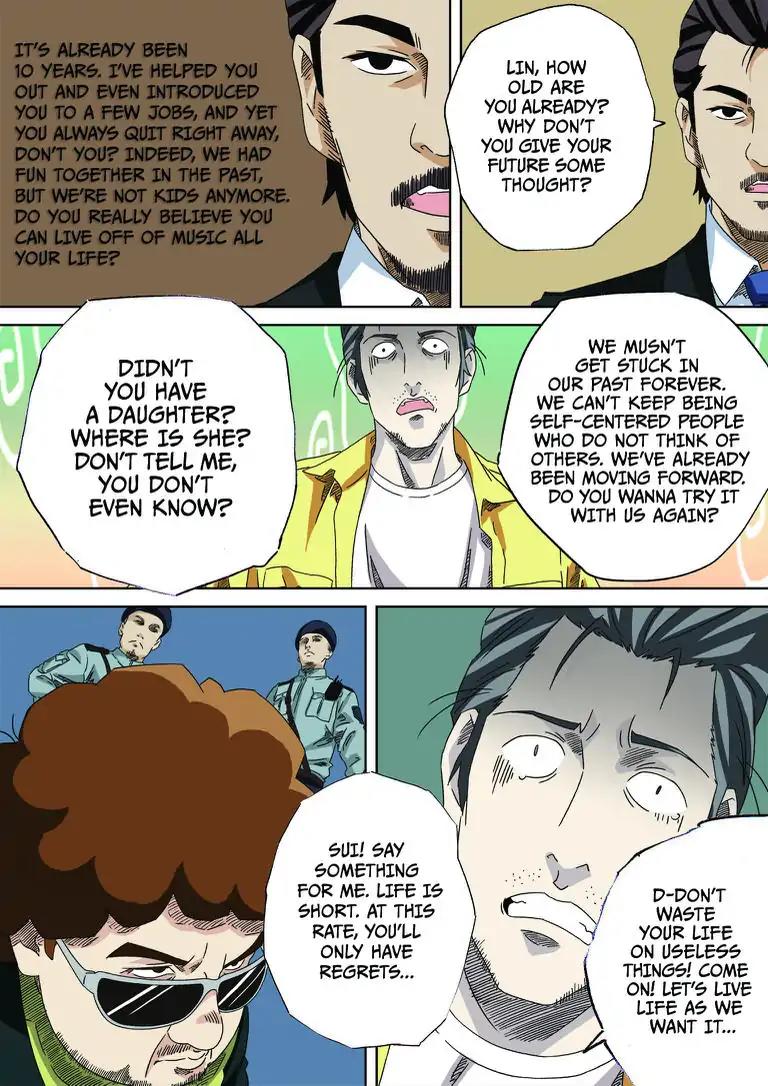 IT'S ALREADY BEEN
10 YEARS. I'VE HELPED YOU
OUT AND EVEN INTRODUCED
YOU TO A FEW JOBS, AND YET
YOU ALWAYS QUIT RIGHT AWAY,
DON'T YOU? INDEED, WE HAD
FUN TOGETHER IN THE PAST,
BUT WE'RE NOT KIDS ANYMORE.
DO YOU REALLY BELIEVE YOU
CAN LIVE OFF OF MUSIC ALL
YOUR LIFE?
LIN, HOW
OLD ARE
YOU ALREADY?
WHY DON'T
YOU GIVE YOUR
FUTURE SOME
THOUGHT?
DIDN'T
YOU HAVE
A DAUGHTER?
WHERE IS SHE?
DON'T TELL ME,
YOU DON'T
EVEN KNOW?
WE MUSN'T
GET STUCK IN
OUR PAST FOREVER.
WE CAN'T KEEP BEING
SELF-CENTERED PEOPLE
WHO DO NOT THINK OF
OTHERS. WE'VE ALREADY
BEEN MOVING FORWARD.
DO YOU WANNA TRY IT
WITH US AGAIN?
SUI! SAY
SOMETHING
FOR ME. LIFE IS
SHORT. AT THIS
RATE, YOU'LL
ONLY HAVE
REGRETS...
D-DON'T
WASTE
YOUR LIFE
ON USELESS
THINGS! COME
ON! LET'S LIVE
LIFE AS WE
WANT IT...